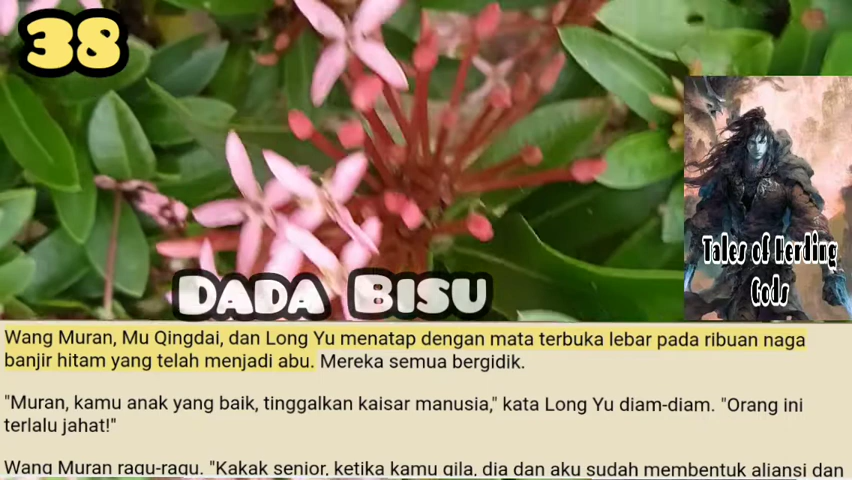 38
Tales of Herding
Gods
DADA BISU
Wang Muran, Mu Qingdai, dan Long Yu menatap dengan mata terbuka lebar pada ribuan naga
banjir hitam yang telah menjadi abu. Mereka semua bergidik.
"Muran, kamu anak yang baik, tinggalkan kaisar manusia," kata Long Yu diam-diam. "Orang ini
terlalu jahat!"
Wang Muran ragu-ragu. "Kakak senior, ketika kamu gila, dia dan aku sudah membentuk aliansi dan